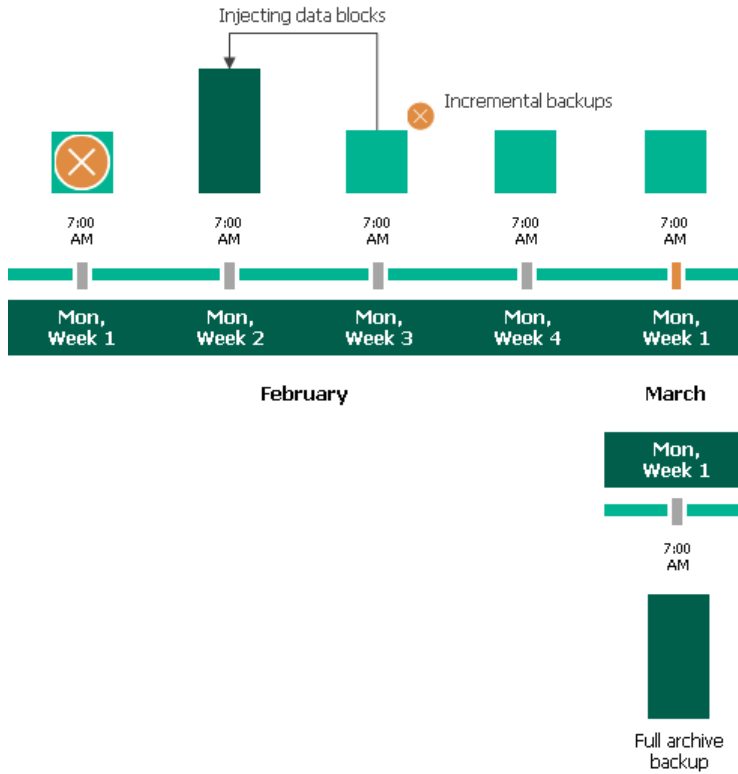 Injecting data blocks
Incremental backups
7:00
AM
7:00
AM
7:00
AM
7:00
AM
7:00
AM
Mon,
Week 1
Mon,
Week 2
Mon,
Week 3
Mon,
Week 4
Mon,
Week 1
February
March
Mon,
Week 1
7:00
AM
Full archive
backup